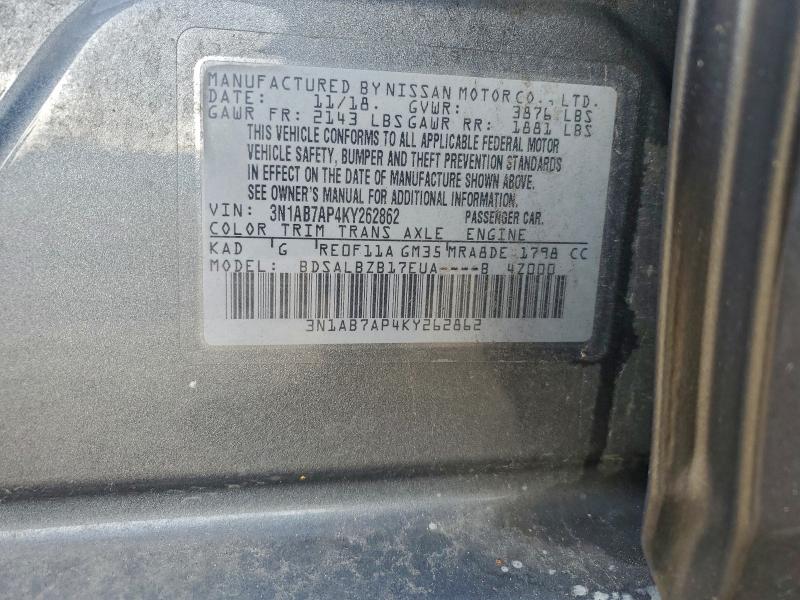 MANUFACTURED BY NISSAN MOTOR CO., LTD.
DATE: 11/18. GVWR: 3976 LBS
GAWR FR: 2143 LBS GAWR RR: 1881 LBS
THIS VEHICLE CONFORMS TO ALL APPLICABLE FEDERAL MOTOR
VEHICLE SAFETY, BUMPER AND THEFT PREVENTION STANDARDS
IN EFFECT ON THE DATE OF MANUFACTURE SHOWN ABOVE.
SEE OWNER'S MANUAL FOR ADDITIONAL INFORMATION.
VIN: 3N1AB7AP4KY262862 PASSENGER CAR.
COLOR TRIM TRANS AXLE ENGINE
KAD G RE0F11A GM35 MRA8DE 1798 CC
MODEL: BDSALBZB17EUA----B 4Z000
3N1AB7AP4KY262862